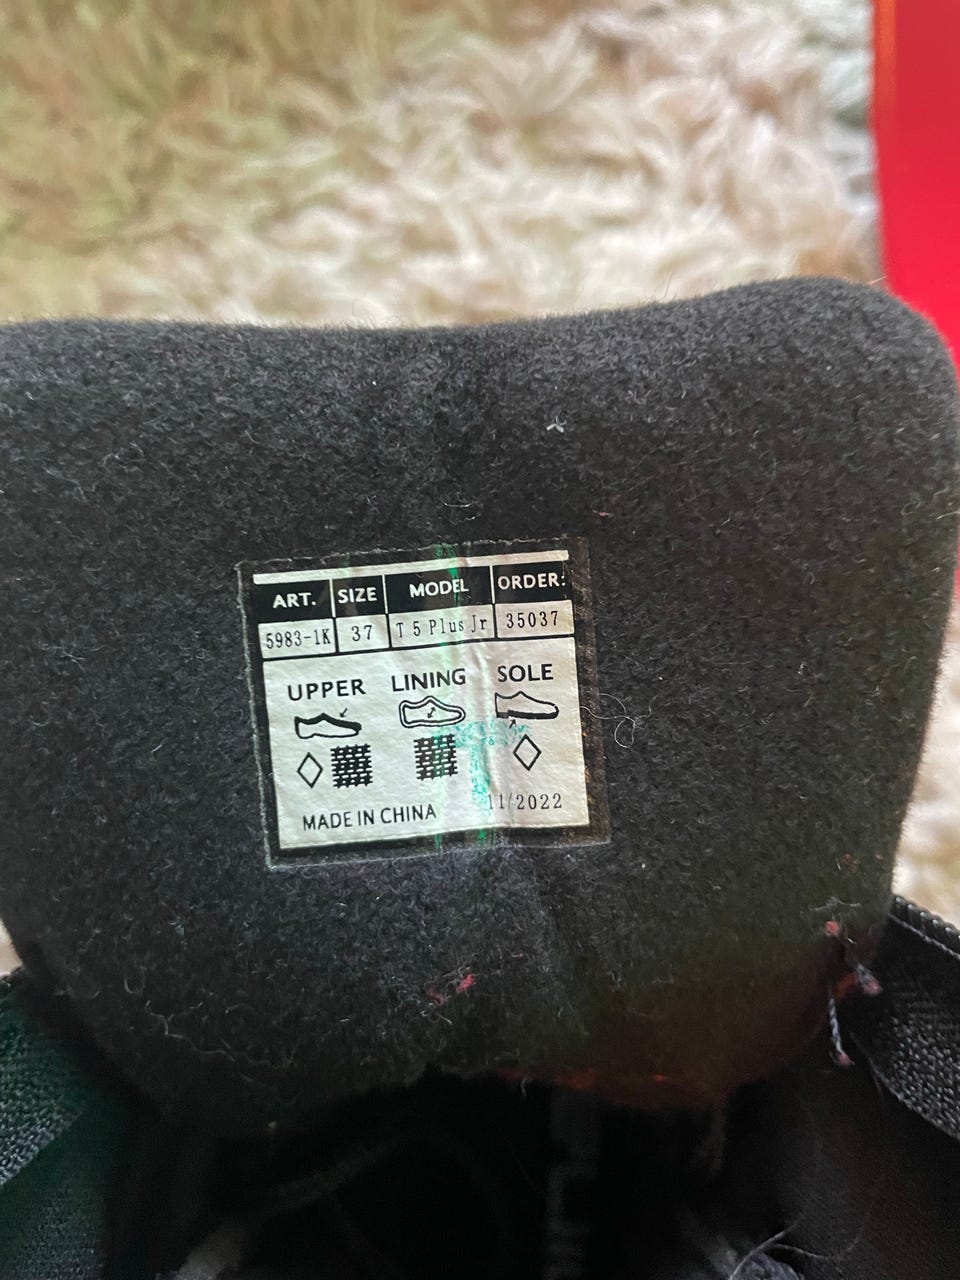 ART. SIZE MODEL ORDER:
5983-1K 37 T 5 Plus Jr 35037
UPPER LINING SOLE
MADE IN CHINA 11/2022